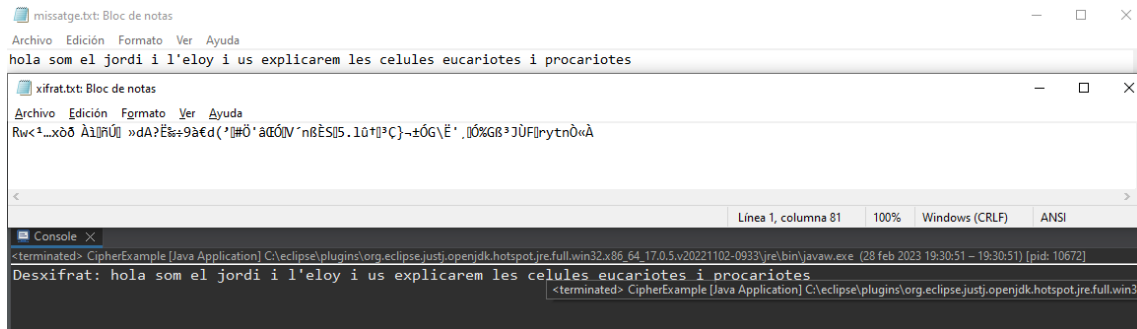 missatge.txt: Bloc de notas
Archivo Edición Formato Ver Ayuda
hola som el jordi i l'eloy i us explicarem les celules eucariotes i procariotes
xifrat.txt: Bloc de notas
Archivo Edición Formato Ver Ayuda
Línea 1, columna 81 100% Windows (CRLF) ANSI
Console
<terminated> CipherExample [Java Application] C:\eclipse\plugins\org.eclipse.justj.openjdk.hotspot.jre.full.win32.x86_64_17.0.5.v20221102-0933\jre\bin\javaw.exe (28 feb 2023 19:30:51 – 19:30:51) [pid: 10672]
Desxifrat: hola som el jordi i l'eloy i us explicarem les celules eucariotes i procariotes
<terminated> CipherExample [Java Application] C:\eclipse\plugins\org.eclipse.justj.openjdk.hotspot.jre.full.win3